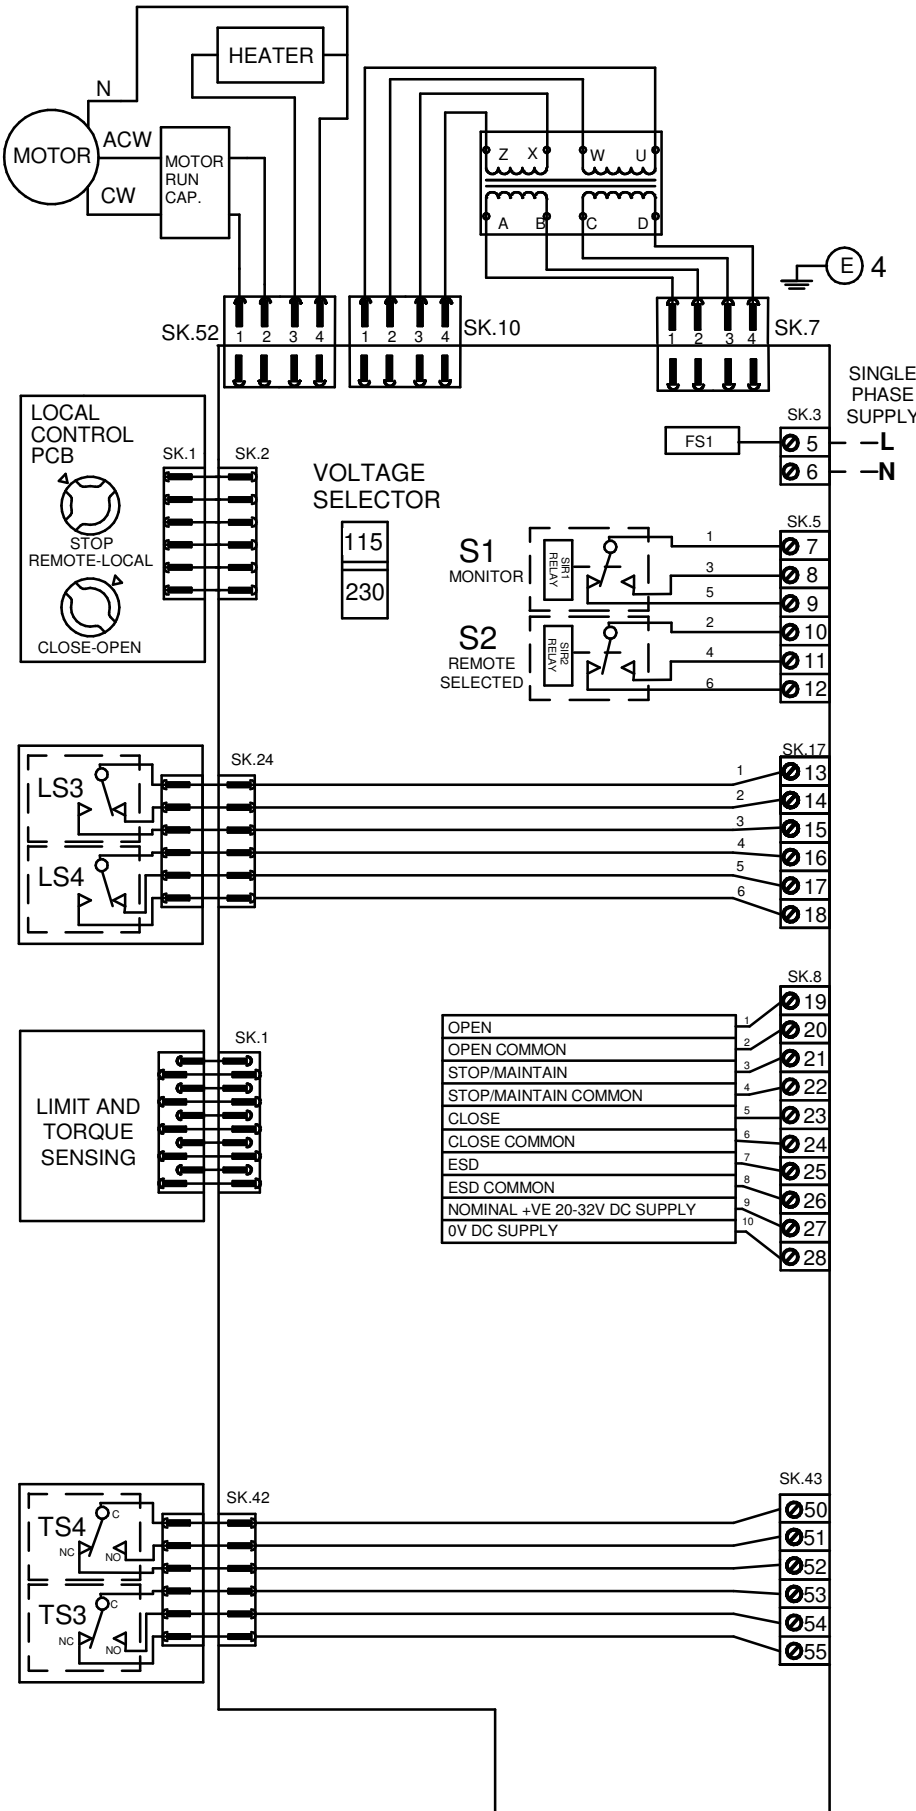 HEATER
N
MOTOR
ACW
CW
MOTOR
RUN
CAP.
Z X W U
A B C D
E 4
SK.52
1 2 3 4
1 2 3 4
SK.10
1 2 3 4
SK.7
SINGLE
PHASE
SUPPLY
SK.3
FS1
5
L
6
N
LOCAL
CONTROL
PCB
SK.1
SK.2
STOP
REMOTE-LOCAL
CLOSE-OPEN
VOLTAGE
SELECTOR
115
230
SK.5
S1
MONITOR
SIR1
RELAY
1
7
3
8
5
9
S2
REMOTE
SELECTED
SIR2
RELAY
2
10
4
11
6
12
LS3
LS4
SK.24
SK.17
1
13
2
14
3
15
4
16
5
17
6
18
LIMIT AND
TORQUE
SENSING
SK.1
SK.8
OPEN
1
19
OPEN COMMON
2
20
STOP/MAINTAIN
3
21
STOP/MAINTAIN COMMON
4
22
CLOSE
5
23
CLOSE COMMON
6
24
ESD
7
25
ESD COMMON
8
26
NOMINAL +VE 20-32V DC SUPPLY
9
27
0V DC SUPPLY
10
28
TS4
C
NC
NO
TS3
C
NC
NO
SK.42
SK.43
50
51
52
53
54
55